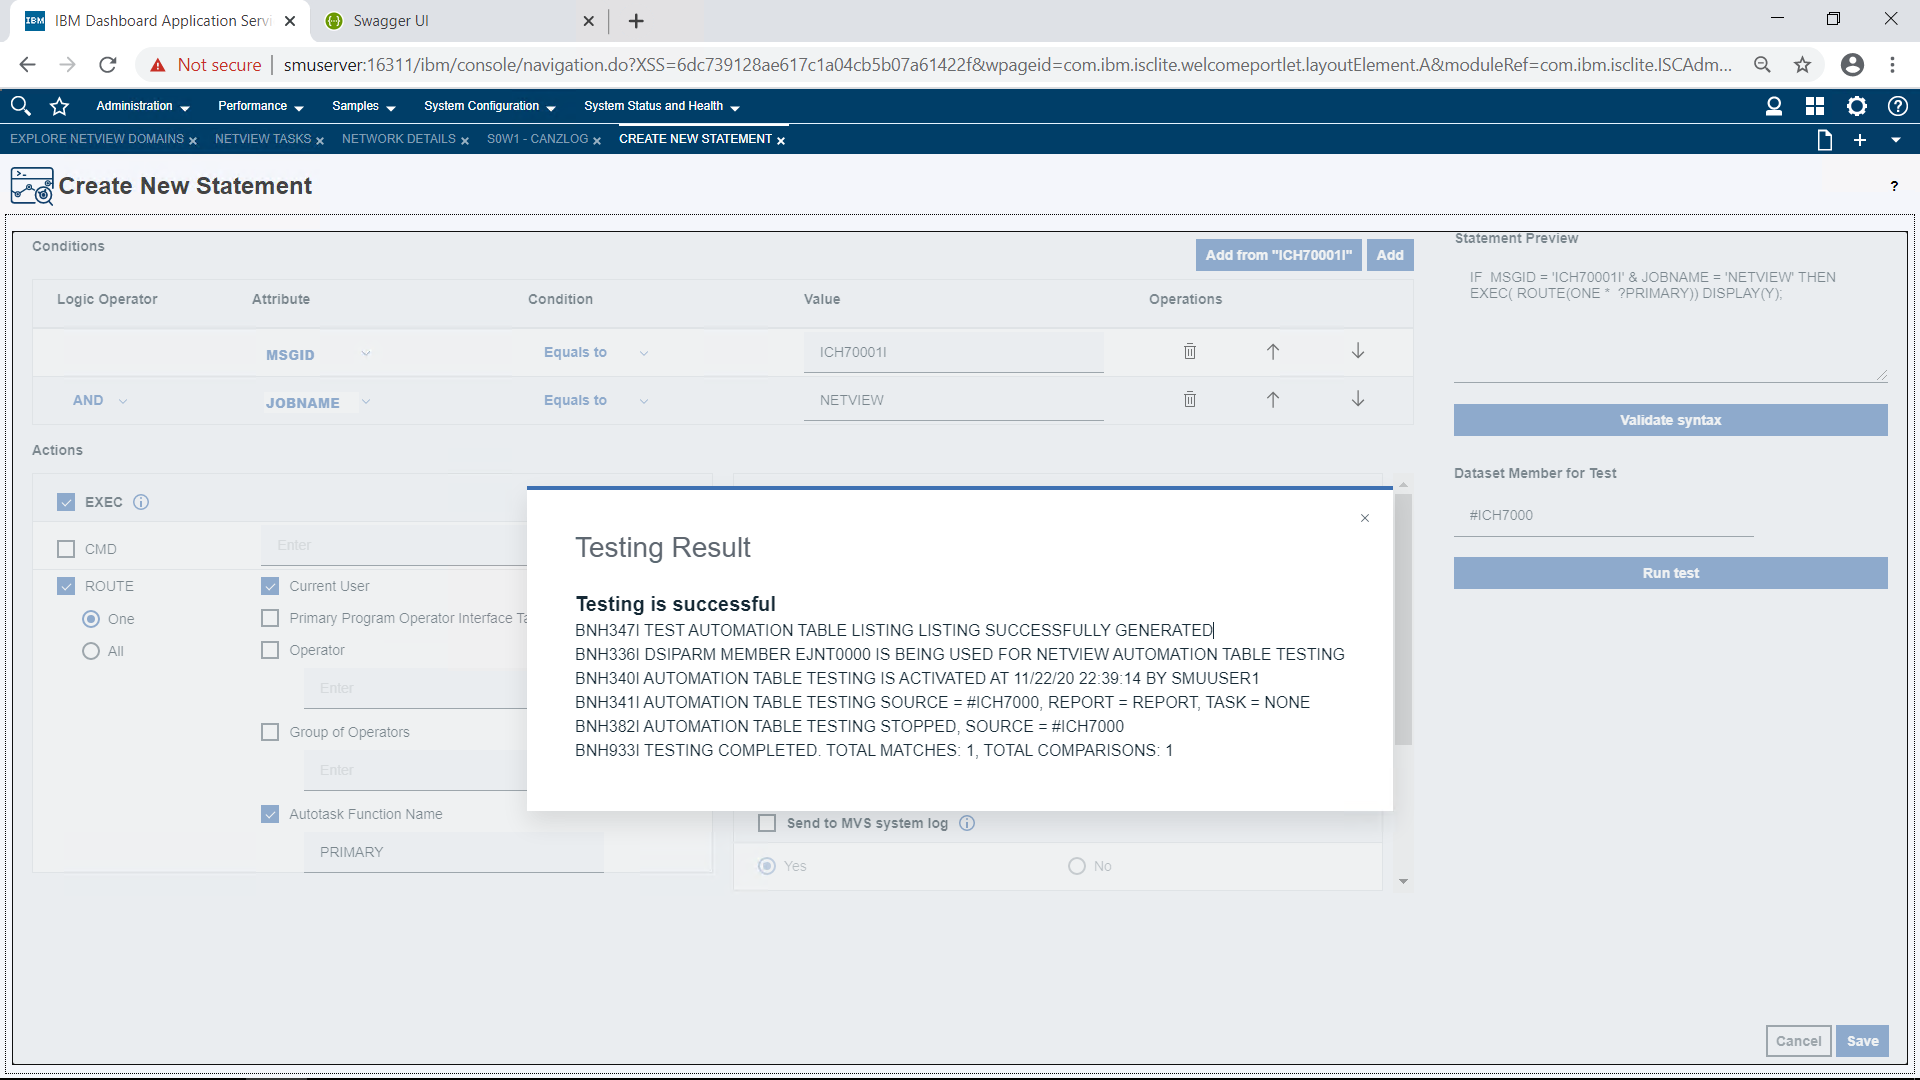 IBM IBM Dashboard Application Servi
Swagger UI
Not secure
smuserver:16311/ibm/console/navigation.do?XSS=6dc739128ae617c1a04cb5b07a61422f&wpageid=com.ibm.isclite.welcomeportlet.layoutElement.A&moduleRef=com.ibm.isclite.ISCAdm...
Administration Performance Samples System Configuration System Status and Health
EXPLORE NETVIEW DOMAINS NETVIEW TASKS NETWORK DETAILS S0W1 - CANZLOG CREATE NEW STATEMENT
Create New Statement
?
Conditions
Add from "ICH70001I" Add
Logic Operator Attribute Condition Value Operations
MSGID Equals to ICH70001I
AND JOBNAME Equals to NETVIEW
Actions
EXEC
CMD Enter
ROUTE Current User
One Primary Program Operator Interface Ta
All Operator
Enter
Group of Operators
Enter
Autotask Function Name
PRIMARY
Testing Result
Testing is successful
BNH347I TEST AUTOMATION TABLE LISTING LISTING SUCCESSFULLY GENERATED
BNH336I DSIPARM MEMBER EJNT0000 IS BEING USED FOR NETVIEW AUTOMATION TABLE TESTING
BNH340I AUTOMATION TABLE TESTING IS ACTIVATED AT 11/22/20 22:39:14 BY SMUUSER1
BNH341I AUTOMATION TABLE TESTING SOURCE = #ICH7000, REPORT = REPORT, TASK = NONE
BNH382I AUTOMATION TABLE TESTING STOPPED, SOURCE = #ICH7000
BNH933I TESTING COMPLETED. TOTAL MATCHES: 1, TOTAL COMPARISONS: 1
Send to MVS system log
Yes No
Statement Preview
IF MSGID = 'ICH70001I' & JOBNAME = 'NETVIEW' THEN
EXEC( ROUTE(ONE * ?PRIMARY)) DISPLAY(Y);
Validate syntax
Dataset Member for Test
#ICH7000
Run test
Cancel Save